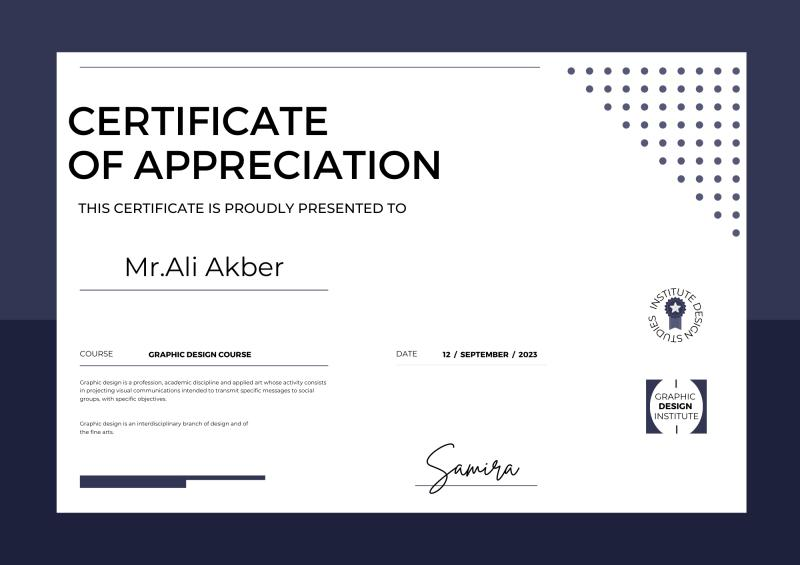 CERTIFICATE
OF APPRECIATION
THIS CERTIFICATE IS PROUDLY PRESENTED TO
Mr.Ali Akber
COURSE GRAPHIC DESIGN COURSE
DATE 12 / SEPTEMBER / 2023
Graphic design is a profession, academic discipline and applied art whose activity consists
in projecting visual communications intended to transmit specific messages to social
groups, with specific objectives.
Graphic design is an interdisciplinary branch of design and of
the fine arts.
Samira
INSTITUTE DESIGN STUDIES
GRAPHIC
DESIGN
INSTITUTE